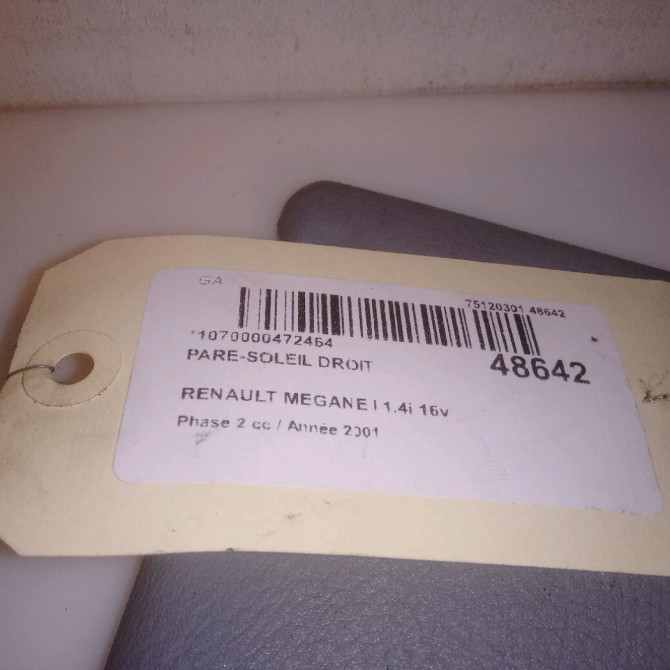 GA
75120301 48642
*1070000472464
PARE-SOLEIL DROIT
48642
RENAULT MEGANE I 1.4i 16v
Phase 2 cc / Année 2001